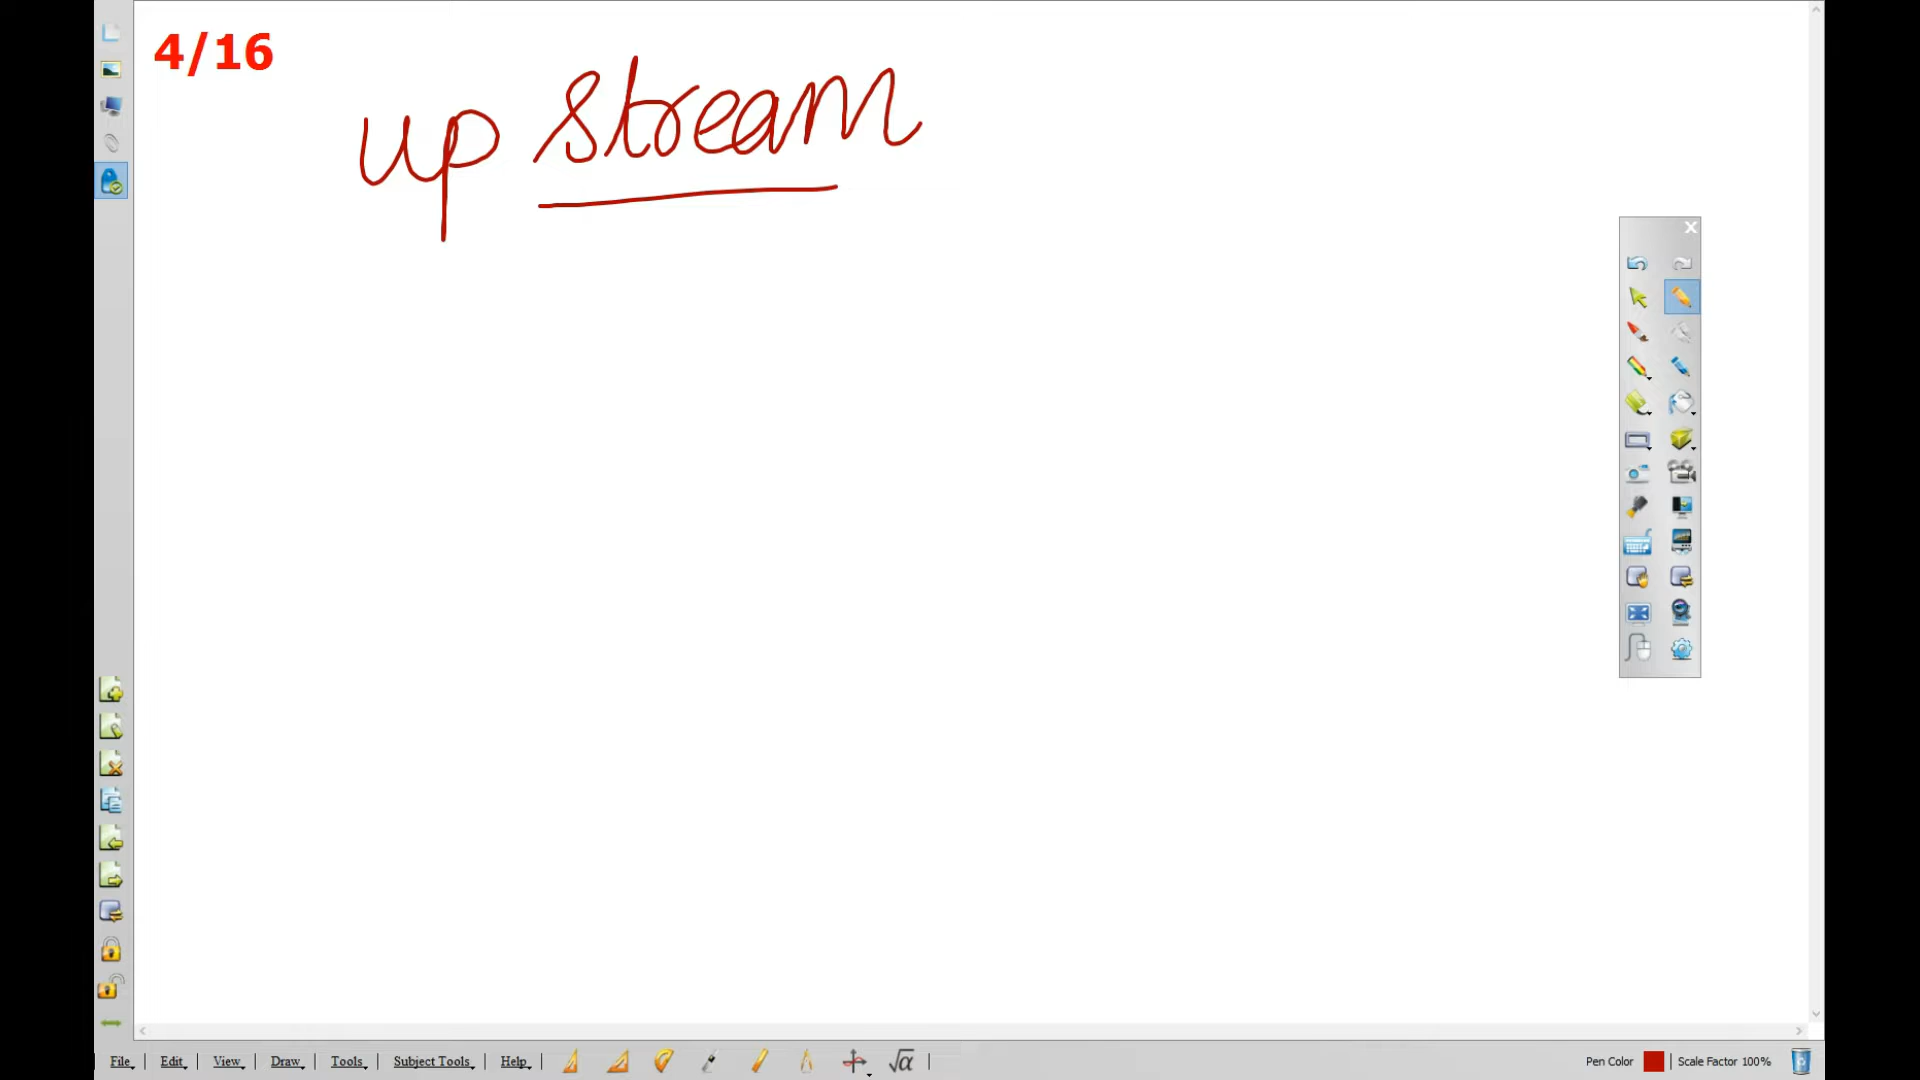 4/16
up stream
File
Edit
View
Draw
Tools
Subject Tools
Help
√α
Pen Color
Scale Factor 100%